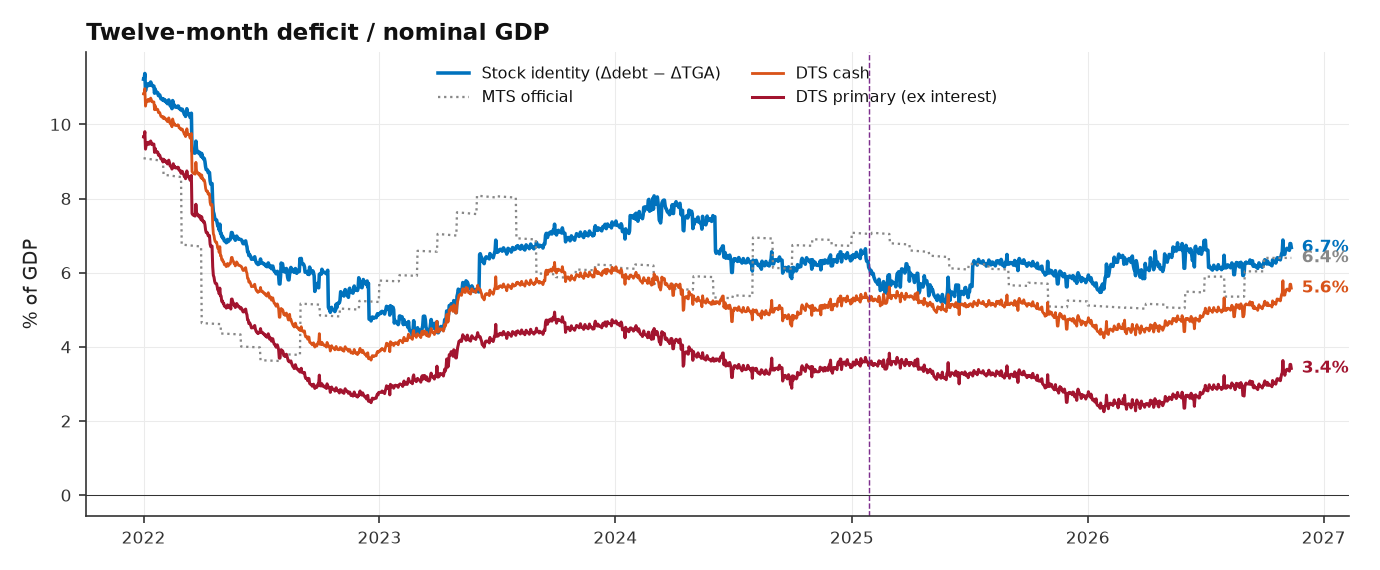 Twelve-month deficit / nominal GDP
Stock identity (Δdebt − ΔTGA)
MTS official
DTS cash
DTS primary (ex interest)
% of GDP
10
8
6
4
2
0
6.7%
6.4%
5.6%
3.4%
2022
2023
2024
2025
2026
2027